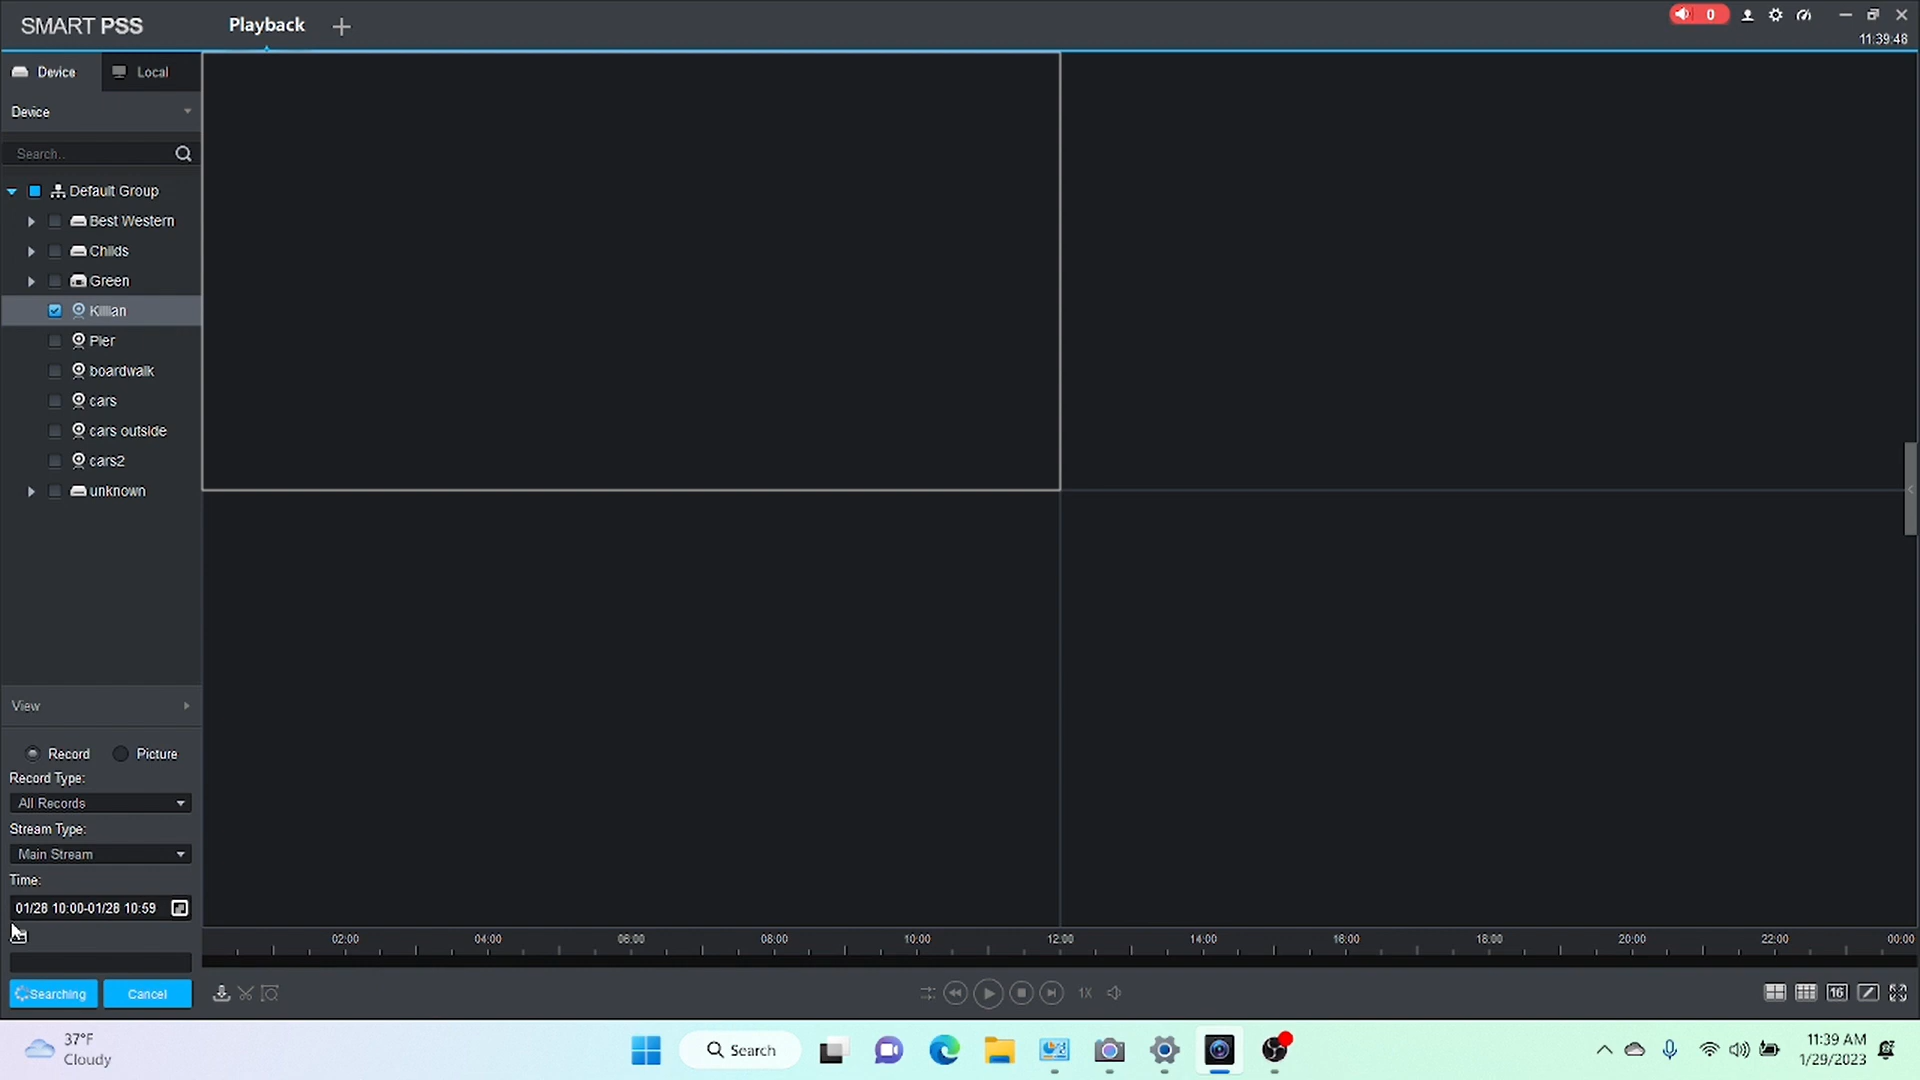 SMART PSS
Playback
0
11:39:48
Device
Local
Device
Search..
Default Group
Best Western
Childs
Green
Killian
Pier
boardwalk
cars
cars outside
cars2
unknown
View
Record
Picture
Record Type:
All Records
Stream Type:
Main Stream
Time:
01/28 10:00-01/28 10:59
Searching
Cancel
02:00
04:00
06:00
08:00
10:00
12:00
14:00
16:00
18:00
20:00
22:00
00:00
1X
16
37°F
Cloudy
Search
11:39 AM
1/29/2023